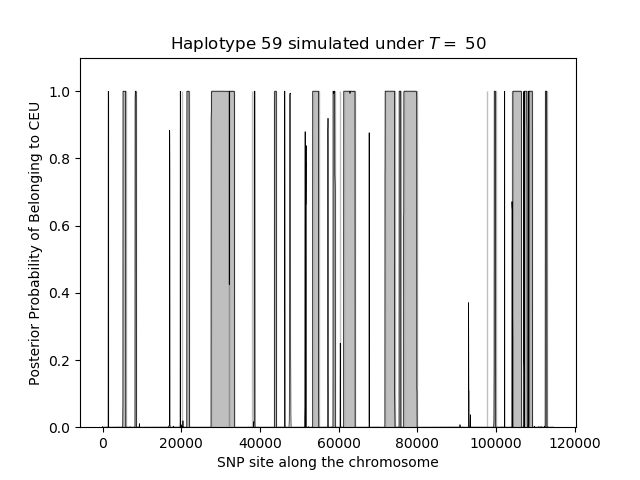 Haplotype 59 simulated under T = 50
Posterior Probability of Belonging to CEU
1.0
0.8
0.6
0.4
0.2
0.0
0 20000 40000 60000 80000 100000 120000
SNP site along the chromosome